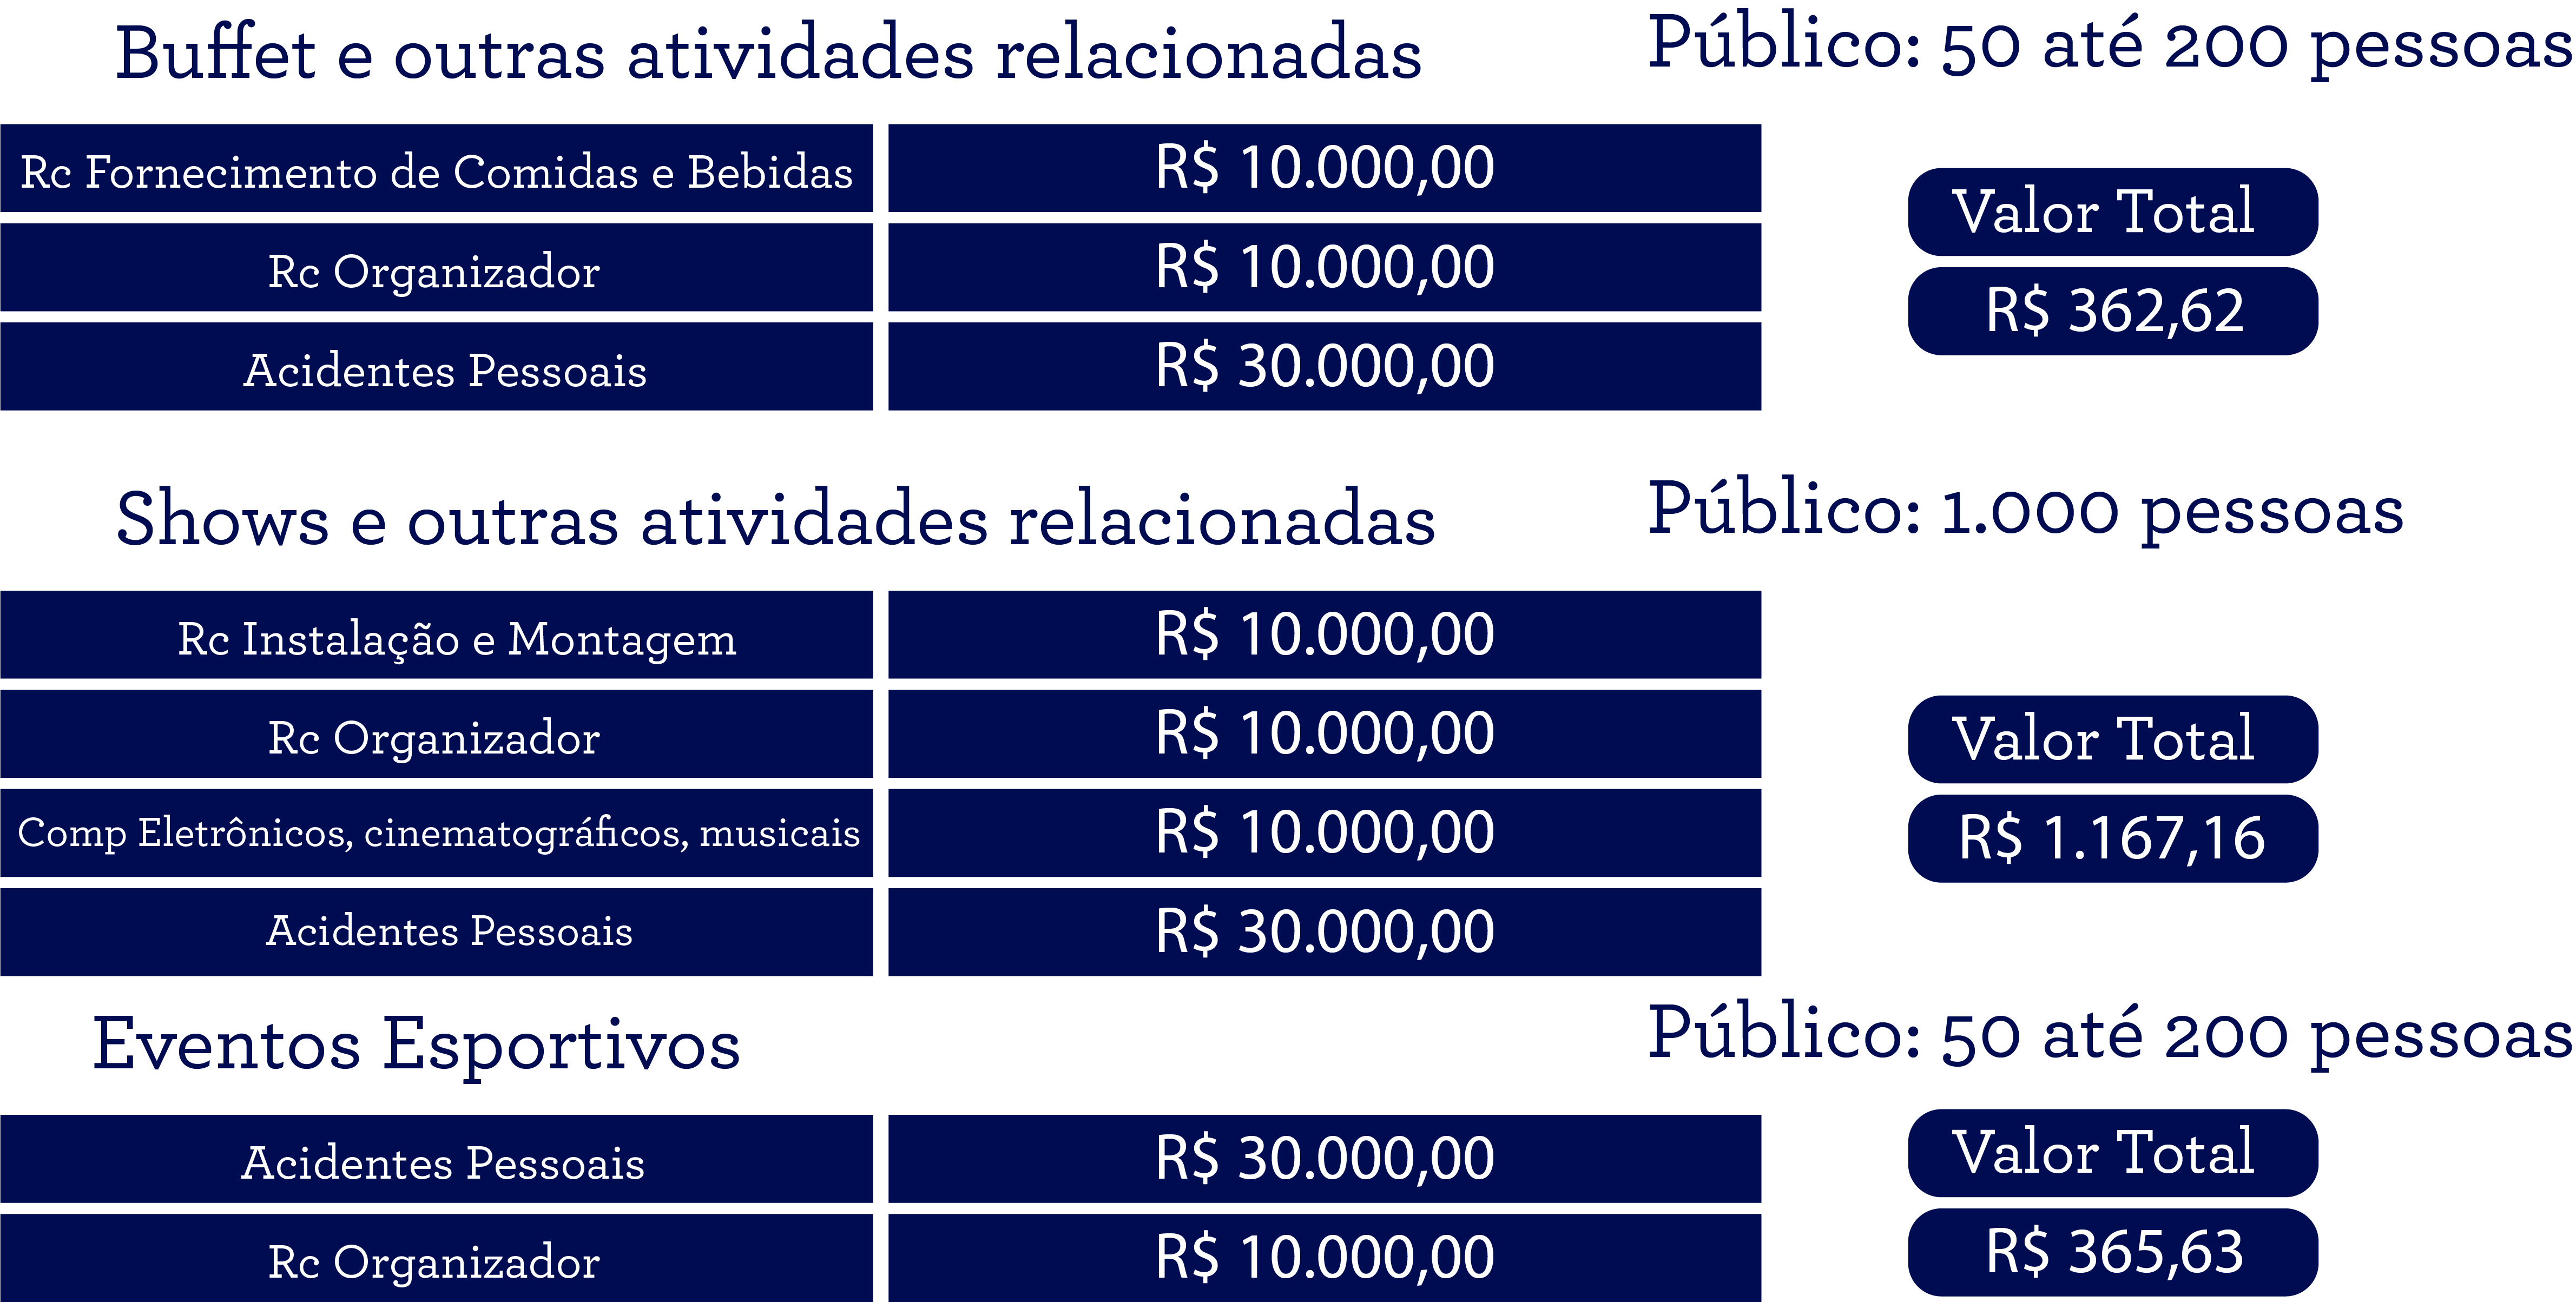 Buffet e outras atividades relacionadas
Público: 50 até 200 pessoas
Rc Fornecimento de Comidas e Bebidas
R$ 10.000,00
Rc Organizador
R$ 10.000,00
Acidentes Pessoais
R$ 30.000,00
Valor Total
R$ 362,62
Shows e outras atividades relacionadas
Público: 1.000 pessoas
Rc Instalação e Montagem
R$ 10.000,00
Rc Organizador
R$ 10.000,00
Comp Eletrônicos, cinematográficos, musicais
R$ 10.000,00
Acidentes Pessoais
R$ 30.000,00
Valor Total
R$ 1.167,16
Eventos Esportivos
Público: 50 até 200 pessoas
Acidentes Pessoais
R$ 30.000,00
Rc Organizador
R$ 10.000,00
Valor Total
R$ 365,63